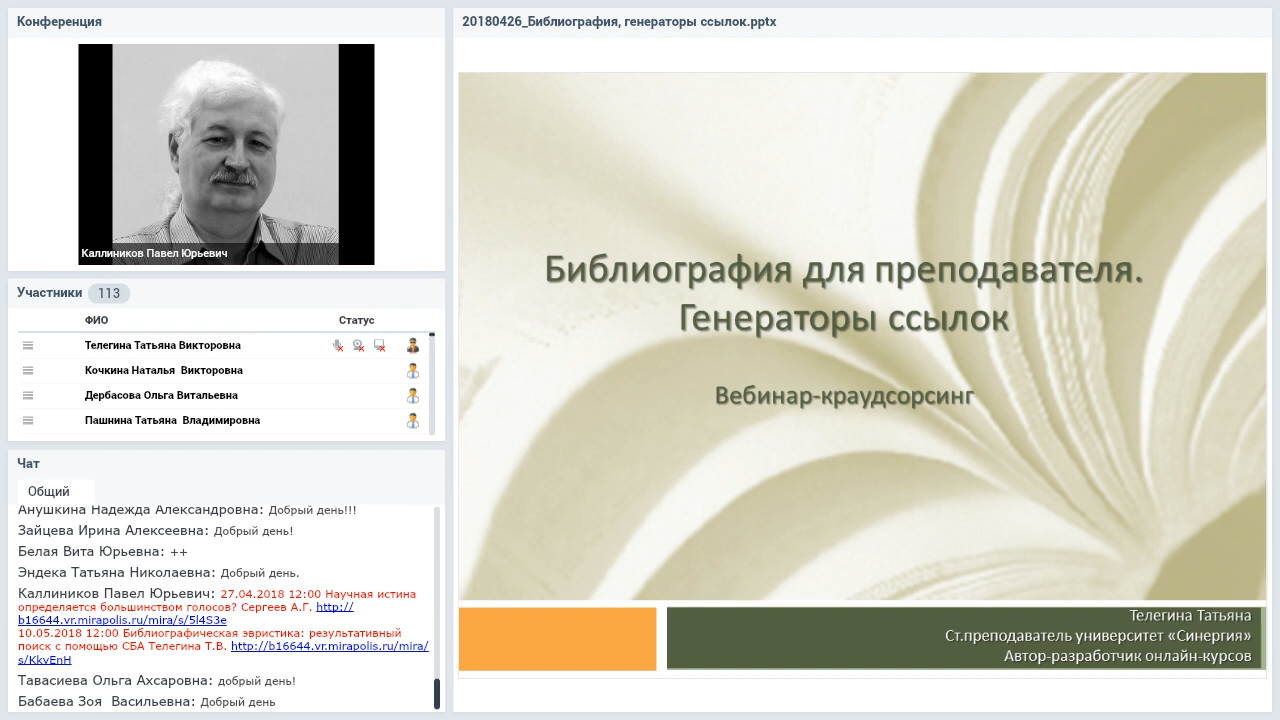 Конференция
Каллиников Павел Юрьевич
Участники 113
ФИО Статус
Телегина Татьяна Викторовна
Кочкина Наталья Викторовна
Дербасова Ольга Витальевна
Пашнина Татьяна Владимировна
Чат
Общий
Анушкина Надежда Александровна: Добрый день!!!
Зайцева Ирина Алексеевна: Добрый день!
Белая Вита Юрьевна: ++
Эндека Татьяна Николаевна: Добрый день.
Каллиников Павел Юрьевич: 27.04.2018 12:00 Научная истина
определяется большинством голосов? Сергеев А.Г. http://
b16644.vr.mirapolis.ru/mira/s/5l4S3e
10.05.2018 12:00 Библиографическая эвристика: результативный
поиск с помощью СБА Телегина Т.В. http://b16644.vr.mirapolis.ru/mira/
s/KkvEnH
Тавасиева Ольга Ахсаровна: добрый день!
Бабаева Зоя Васильевна: Добрый день
20180426_Библиография, генераторы ссылок.pptx
Библиография для преподавателя.
Генераторы ссылок
Вебинар-краудсорсинг
Телегина Татьяна
Ст.преподаватель университет «Синергия»
Автор-разработчик онлайн-курсов